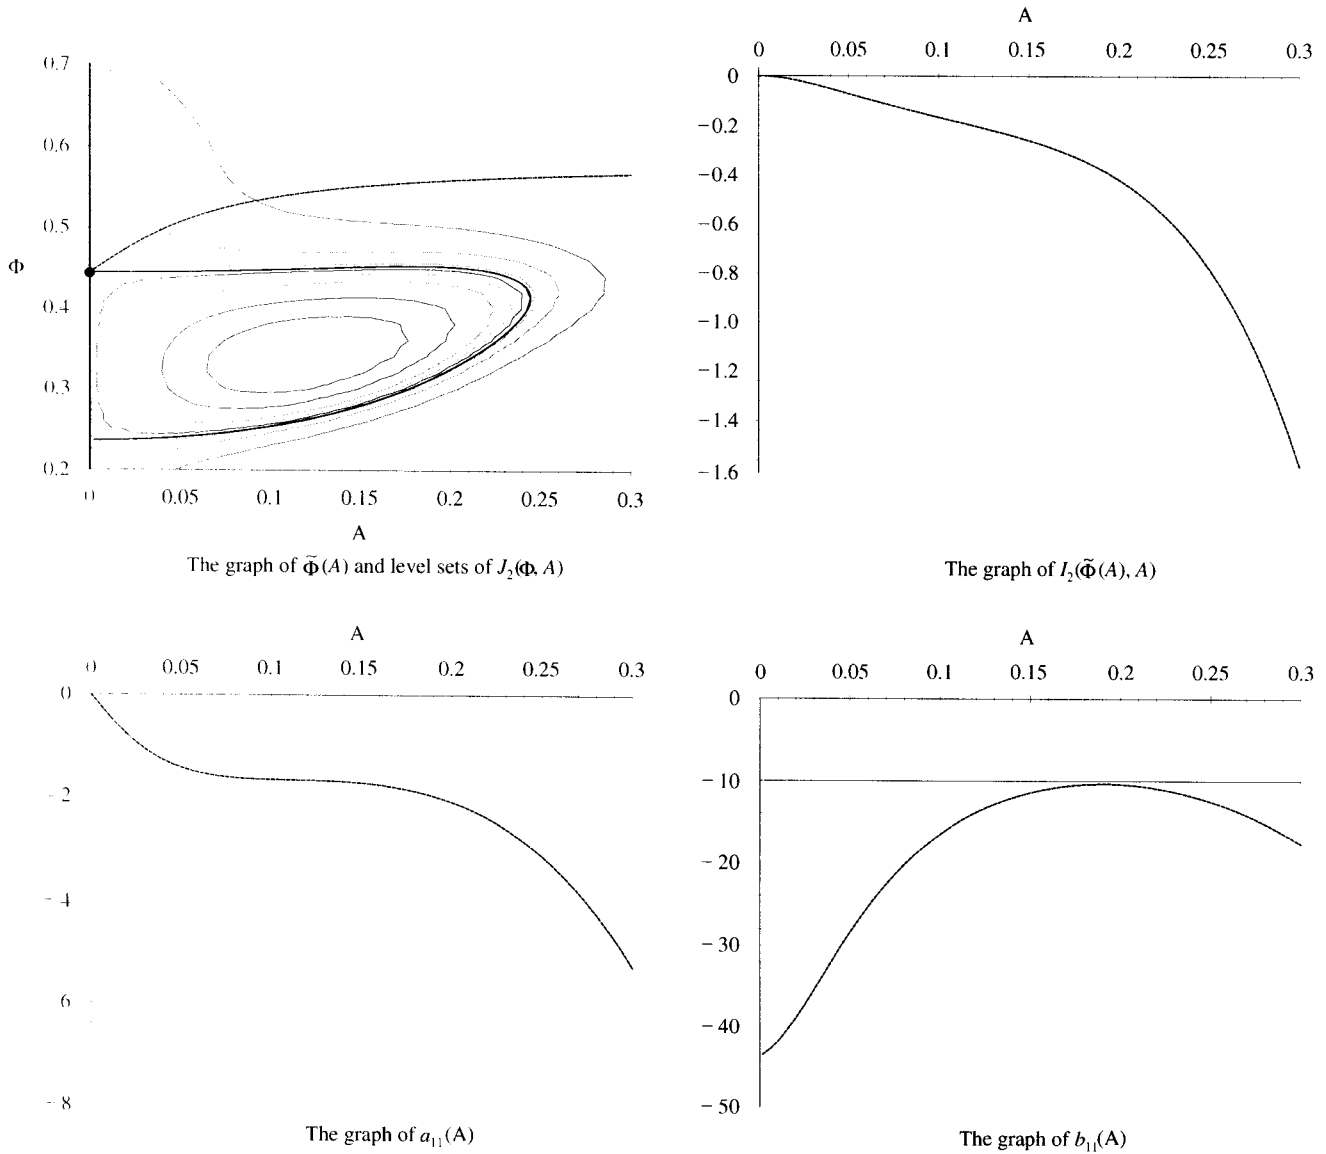 0.7
0.6
0.5
Φ
0.4
0.3
0.2
0 0.05 0.1 0.15 0.2 0.25 0.3
A
The graph of Φ̃(A) and level sets of J₂(Φ, A)
A
0 0.05 0.1 0.15 0.2 0.25 0.3
0
−0.2
−0.4
−0.6
−0.8
−1.0
−1.2
−1.4
−1.6
The graph of I₂(Φ̃(A), A)
A
0 0.05 0.1 0.15 0.2 0.25 0.3
0
2
- 4
6
- 8
The graph of a₁₁(A)
A
0 0.05 0.1 0.15 0.2 0.25 0.3
0
−10
−20
−30
−40
−50
The graph of b₁₁(A)